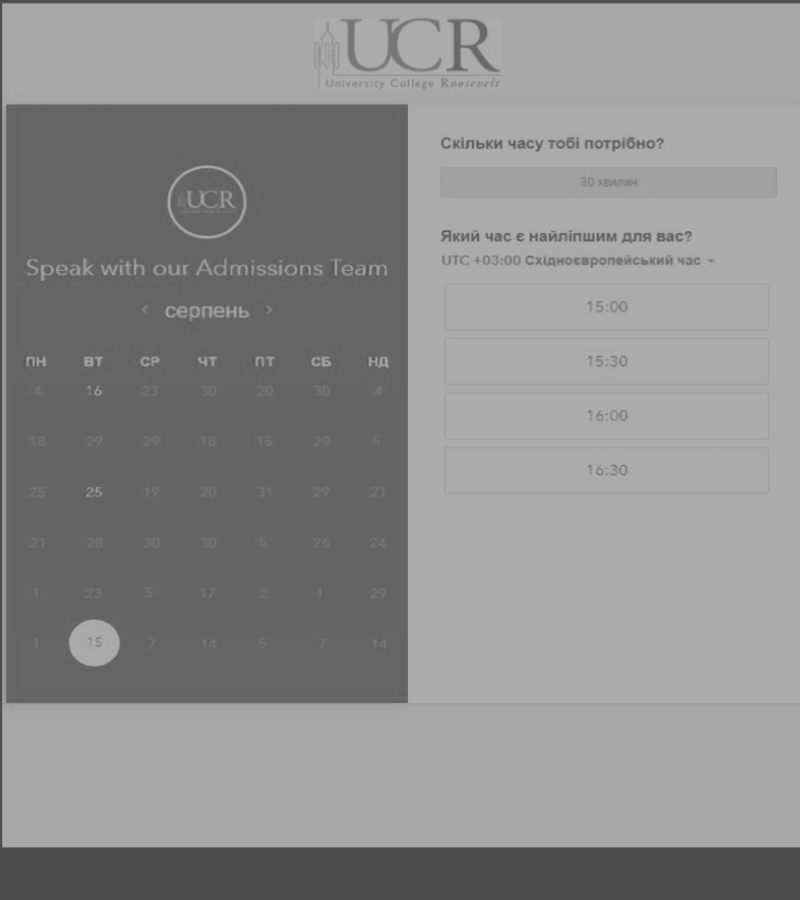 UCR
University College Roosevelt
UCR
Speak with our Admissions Team
< серпень >
ПН ВТ СР ЧТ ПТ СБ НД
4 16 23 30 20 30 4
18 29 29 18 15 29 5
25 25 19 20 31 29 21
21 28 30 30 5 26 24
1 23 5 17 2 1 29
1 15 7 14 5 7 14
Скільки часу тобі потрібно?
30 хвилин
Який час є найліпшим для вас?
UTC +03:00 Східноєвропейський час
15:00
15:30
16:00
16:30